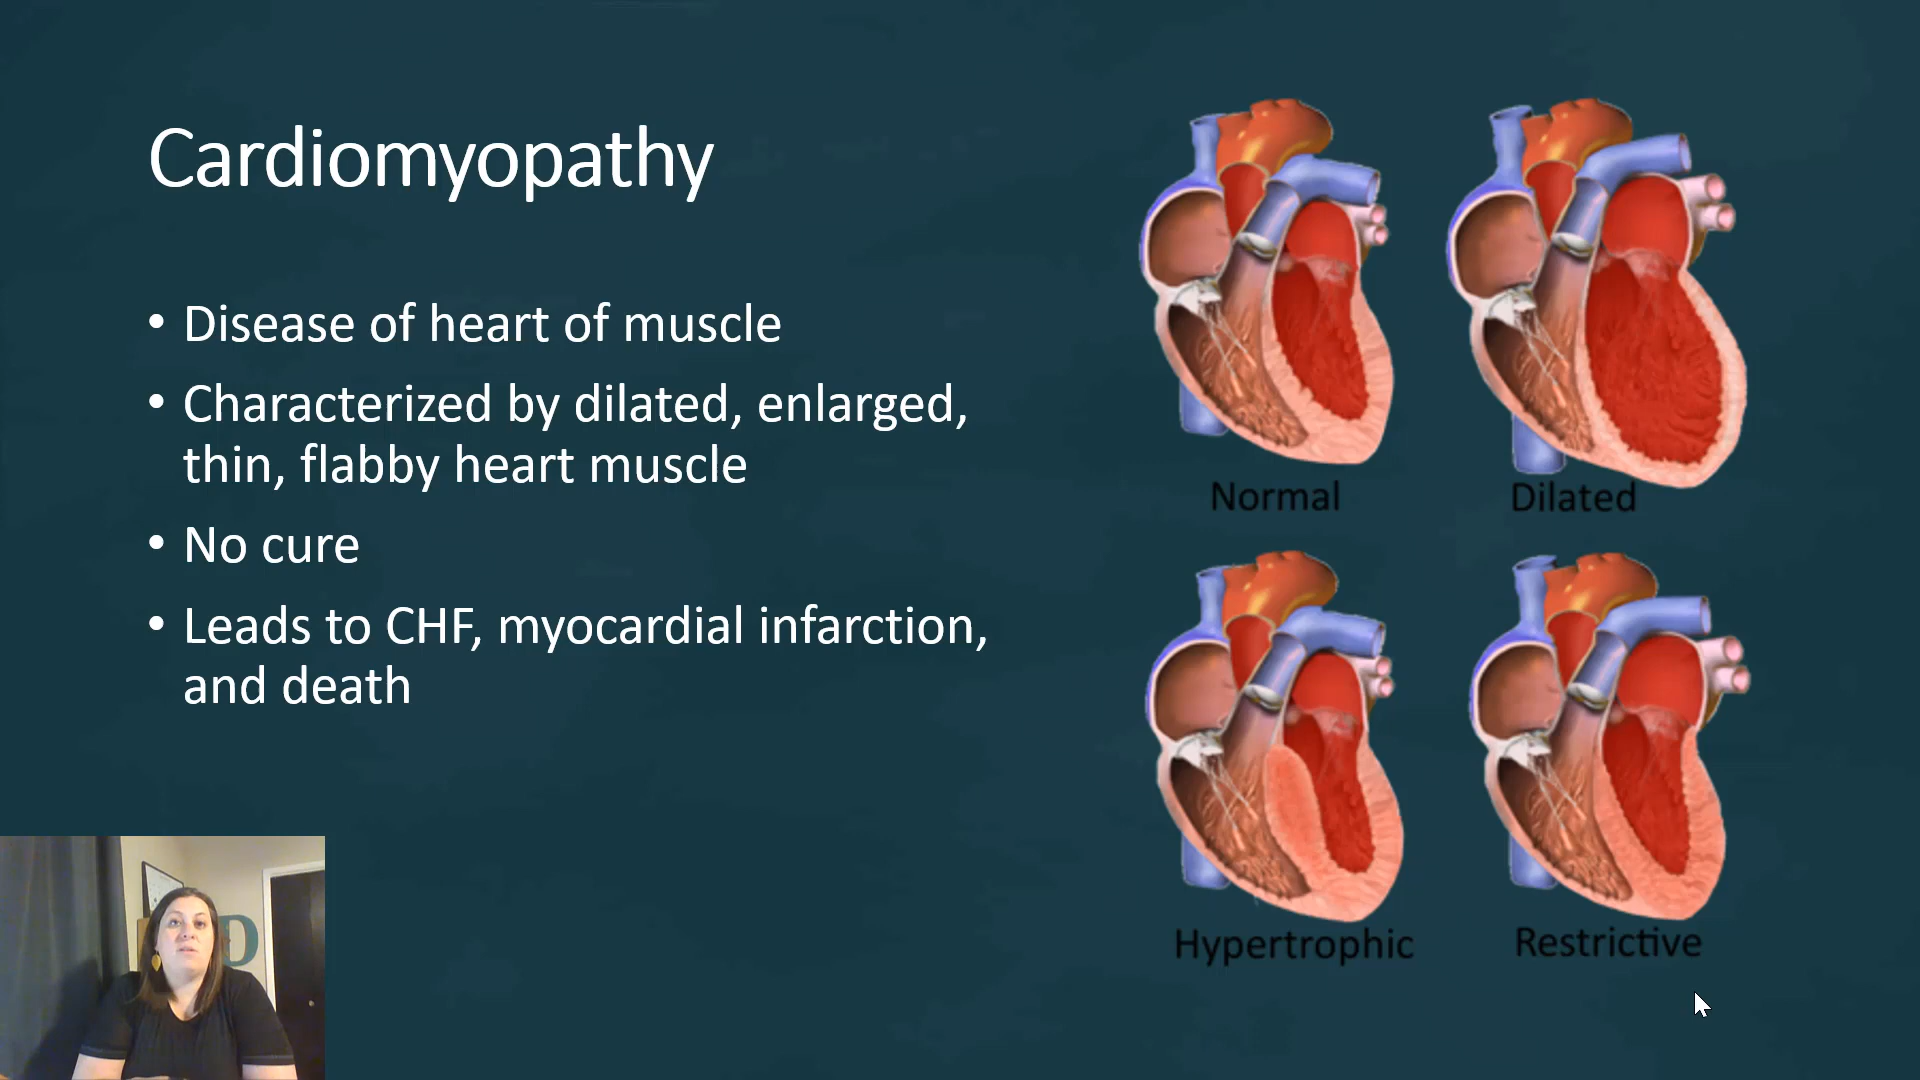 Cardiomyopathy
• Disease of heart of muscle
• Characterized by dilated, enlarged,
thin, flabby heart muscle
• No cure
• Leads to CHF, myocardial infarction,
and death
Normal
Dilated
Hypertrophic
Restrictive
D